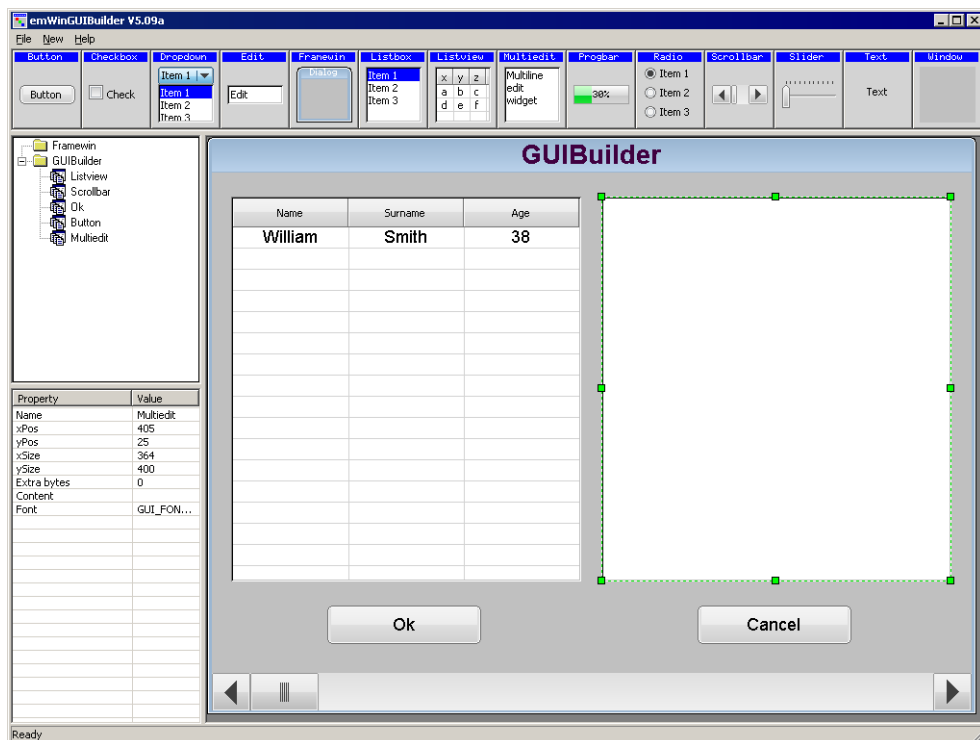 emWinGUIBuilder V5.09a
File New Help
Button Checkbox Dropdown Edit Framewin Listbox Listview Multiedit Progbar Radio Scrollbar Slider Text Window
Button
Check
Item 1
Item 1
Item 2
Item 3
Edit
Dialog
Item 1
Item 2
Item 3
x y z
a b c
d e f
Multiline
edit
widget
30%
Item 1
Item 2
Item 3
Text
Framewin
GUIBuilder
Listview
Scrollbar
Ok
Button
Multiedit
Property Value
Name Multiedit
xPos 405
yPos 25
xSize 364
ySize 400
Extra bytes 0
Content
Font GUI_FON...
GUIBuilder
Name Surname Age
William Smith 38
Ok
Cancel
Ready